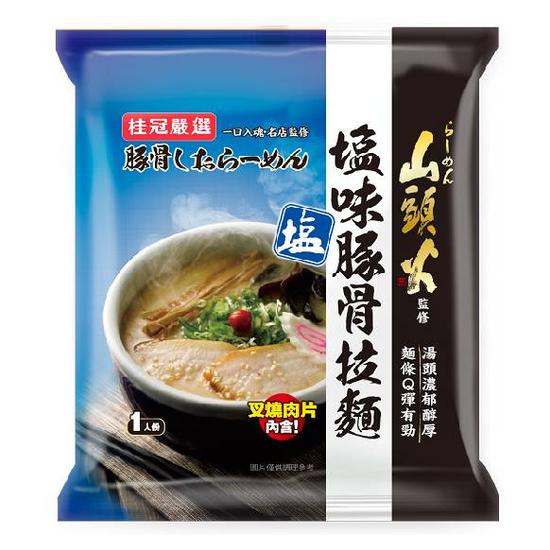 桂冠嚴選
一口入魂·名店監修
豚骨しおらーめん
塩
塩味豚骨拉麵
らーめん
山頭火
監修
湯頭濃郁醇厚
麵條Q彈有勁
叉燒肉片
內含!
1人份
圖片僅供調理參考